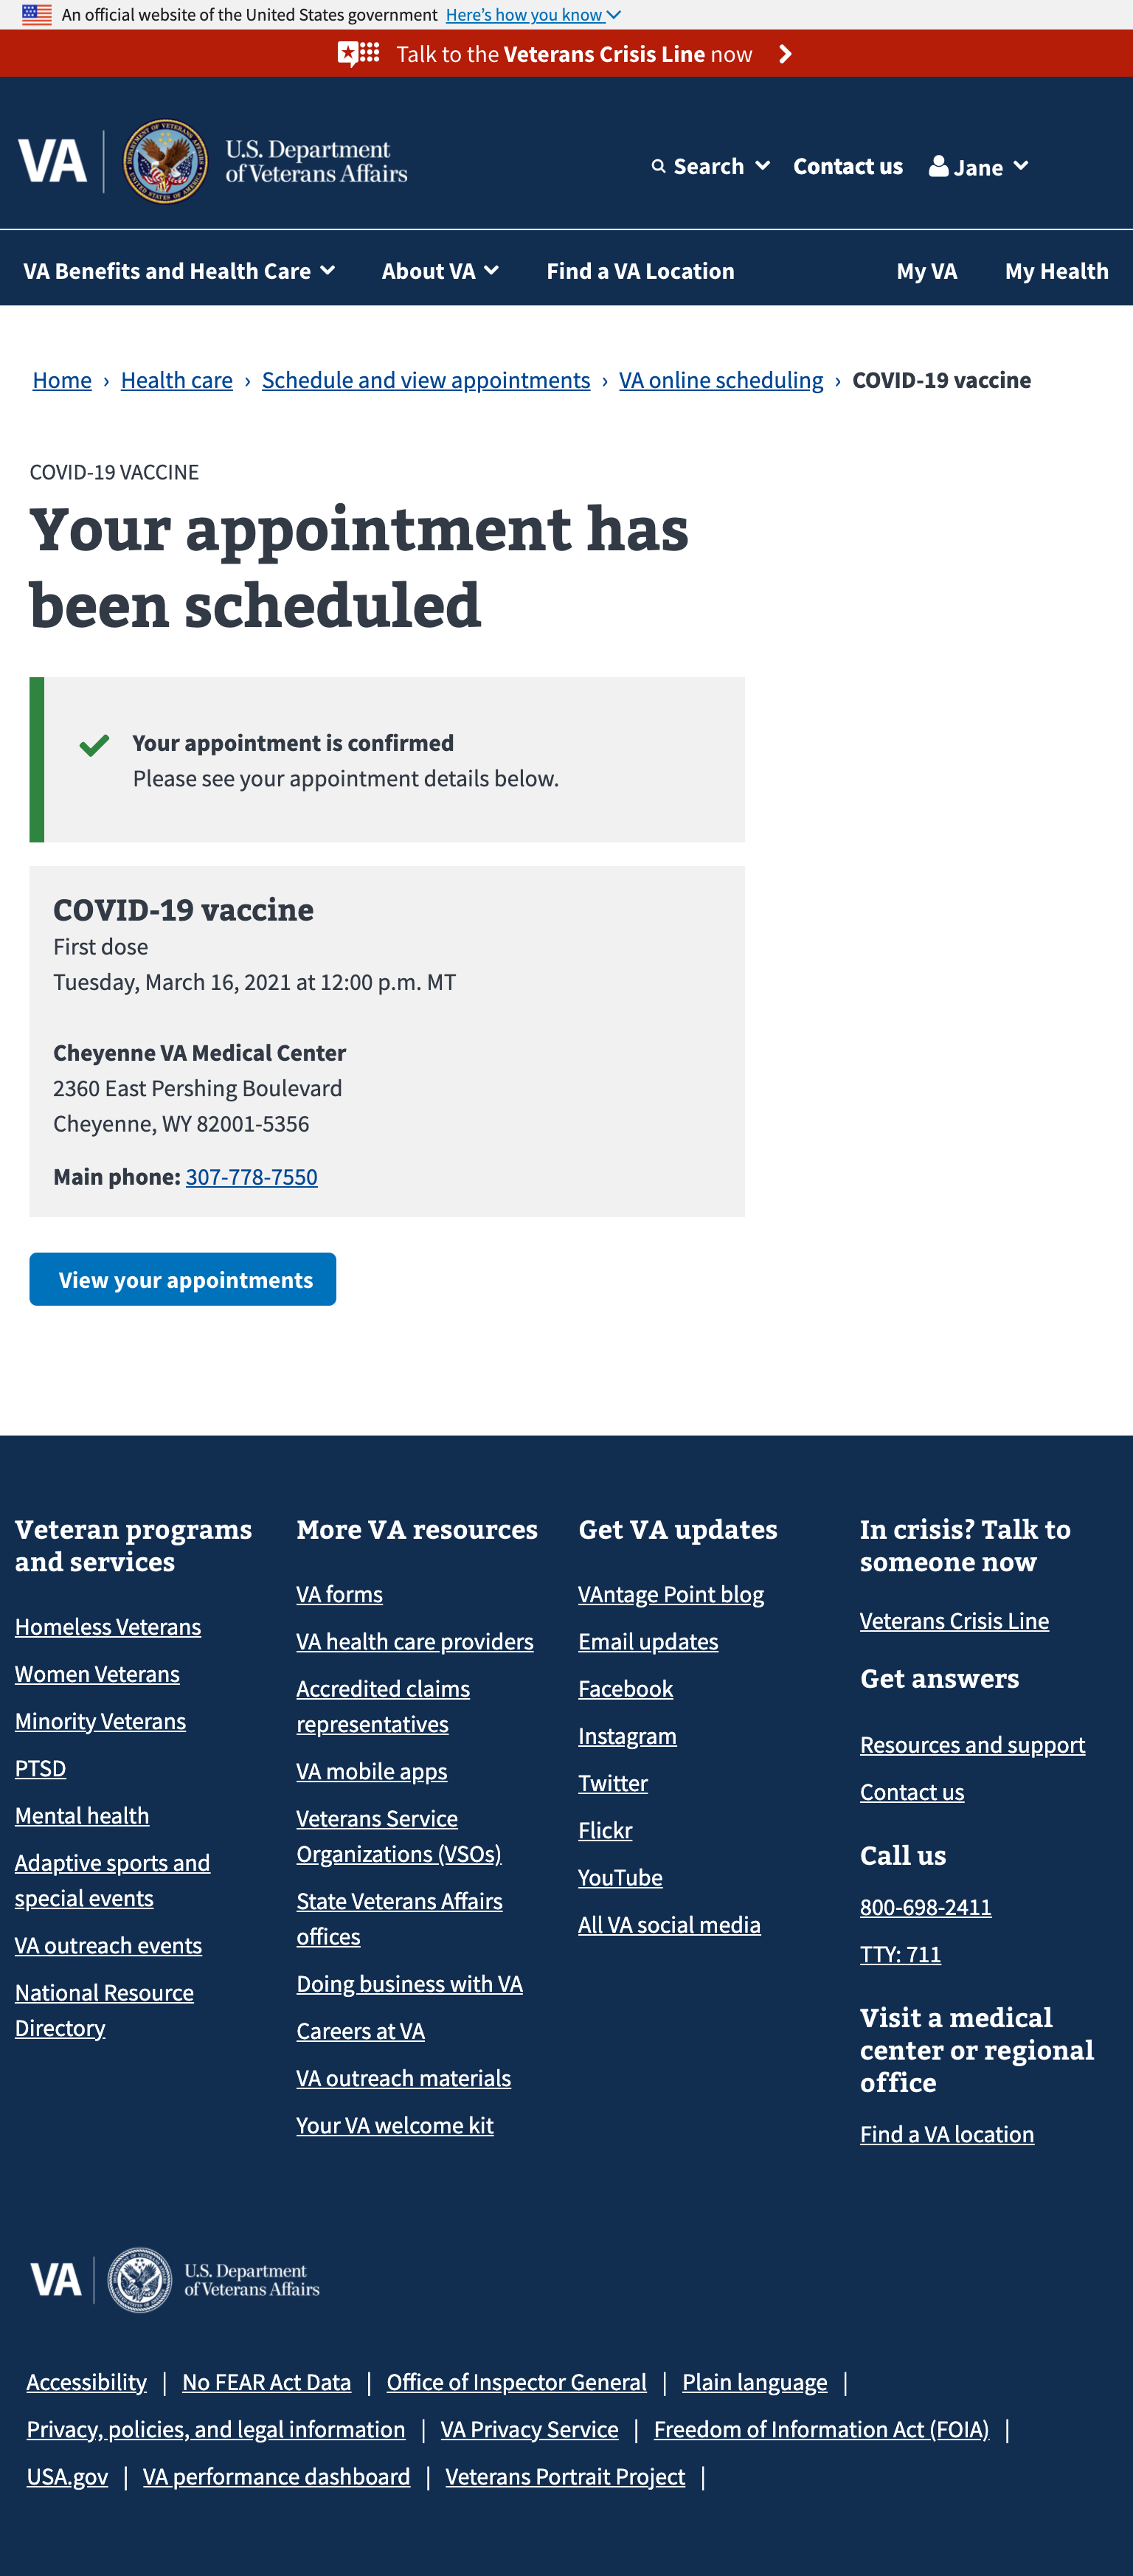 An official website of the United States government Here's how you know
Talk to the Veterans Crisis Line now
VA
U.S. Department
of Veterans Affairs
Search
Contact us
Jane
VA Benefits and Health Care
About VA
Find a VA Location
My VA
My Health
Home › Health care › Schedule and view appointments › VA online scheduling › COVID-19 vaccine
COVID-19 VACCINE
Your appointment has
been scheduled
Your appointment is confirmed
Please see your appointment details below.
COVID-19 vaccine
First dose
Tuesday, March 16, 2021 at 12:00 p.m. MT
Cheyenne VA Medical Center
2360 East Pershing Boulevard
Cheyenne, WY 82001-5356
Main phone: 307-778-7550
View your appointments
Veteran programs
and services
Homeless Veterans
Women Veterans
Minority Veterans
PTSD
Mental health
Adaptive sports and
special events
VA outreach events
National Resource
Directory
More VA resources
VA forms
VA health care providers
Accredited claims
representatives
VA mobile apps
Veterans Service
Organizations (VSOs)
State Veterans Affairs
offices
Doing business with VA
Careers at VA
VA outreach materials
Your VA welcome kit
Get VA updates
VAntage Point blog
Email updates
Facebook
Instagram
Twitter
Flickr
YouTube
All VA social media
In crisis? Talk to
someone now
Veterans Crisis Line
Get answers
Resources and support
Contact us
Call us
800-698-2411
TTY: 711
Visit a medical
center or regional
office
Find a VA location
VA
U.S. Department
of Veterans Affairs
Accessibility | No FEAR Act Data | Office of Inspector General | Plain language |
Privacy, policies, and legal information | VA Privacy Service | Freedom of Information Act (FOIA) |
USA.gov | VA performance dashboard | Veterans Portrait Project |